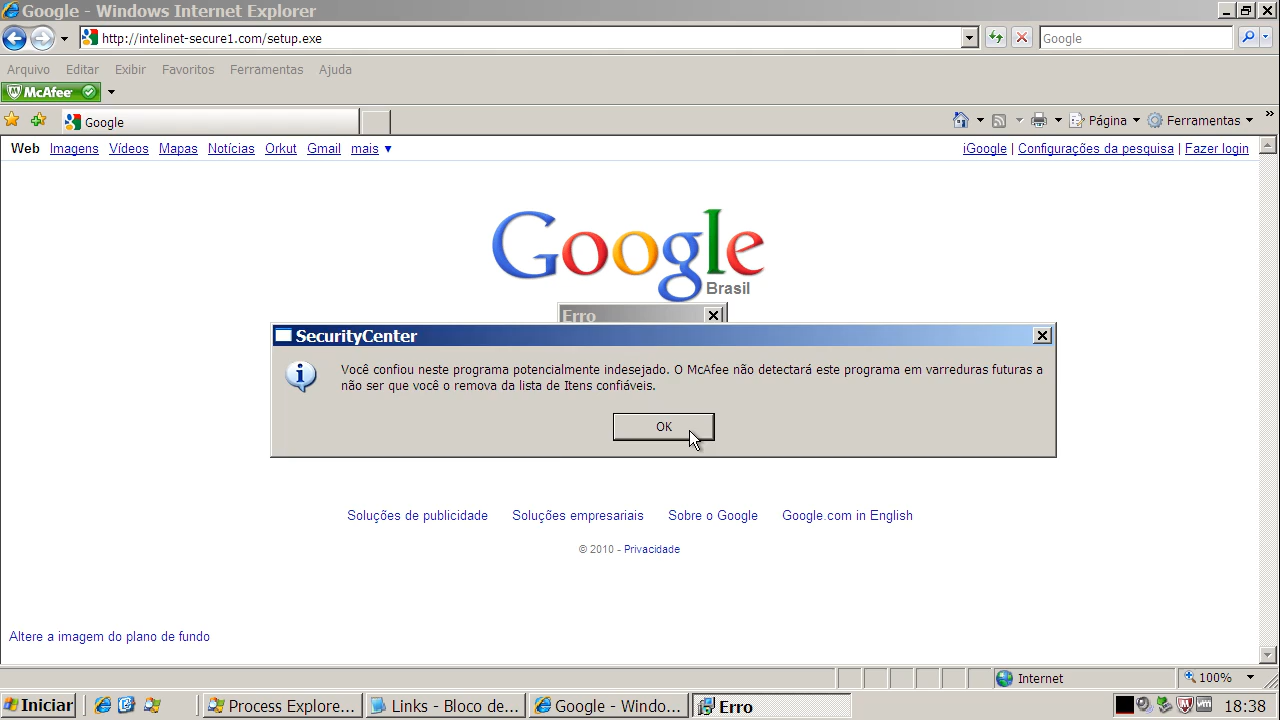 Google - Windows Internet Explorer
http://intelinet-secure1.com/setup.exe
Google
Arquivo Editar Exibir Favoritos Ferramentas Ajuda
McAfee
Google
Página Ferramentas »
Web Imagens Vídeos Mapas Notícias Orkut Gmail mais ▼
iGoogle | Configurações da pesquisa | Fazer login
Google
Brasil
Erro
SecurityCenter
Você confiou neste programa potencialmente indesejado. O McAfee não detectará este programa em varreduras futuras a
não ser que você o remova da lista de Itens confiáveis.
OK
Soluções de publicidade Soluções empresariais Sobre o Google Google.com in English
© 2010 - Privacidade
Altere a imagem do plano de fundo
Internet 100%
Iniciar Process Explore... Links - Bloco de... Google - Windo... Erro 18:38